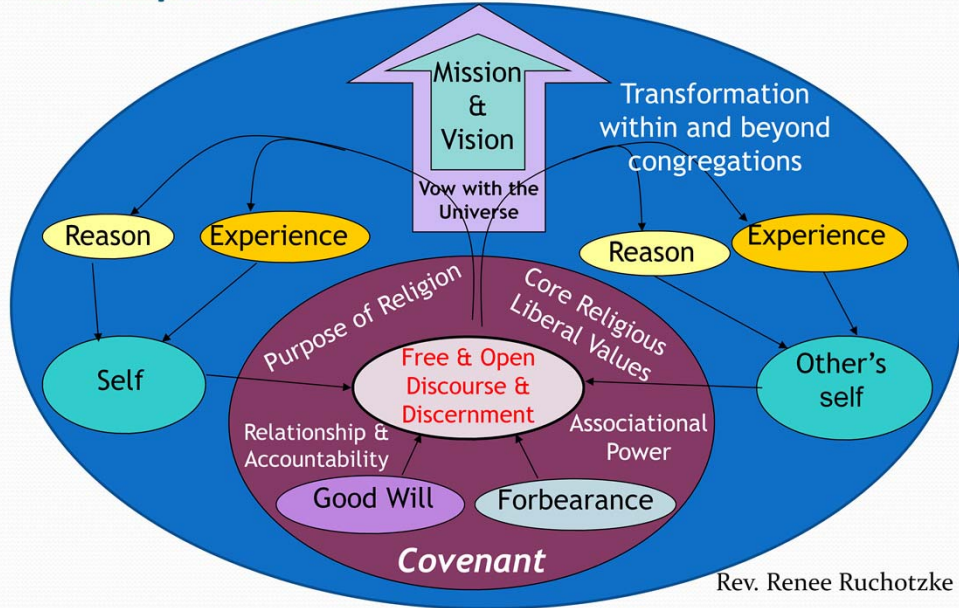 Mission
&
Vision
Vow with the
Universe
Transformation
within and beyond
congregations
Reason
Experience
Reason
Experience
Purpose of Religion
Core Religious
Liberal Values
Self
Free & Open
Discourse &
Discernment
Other's
self
Relationship &
Accountability
Associational
Power
Good Will
Forbearance
Covenant
Rev. Renee Ruchotzke